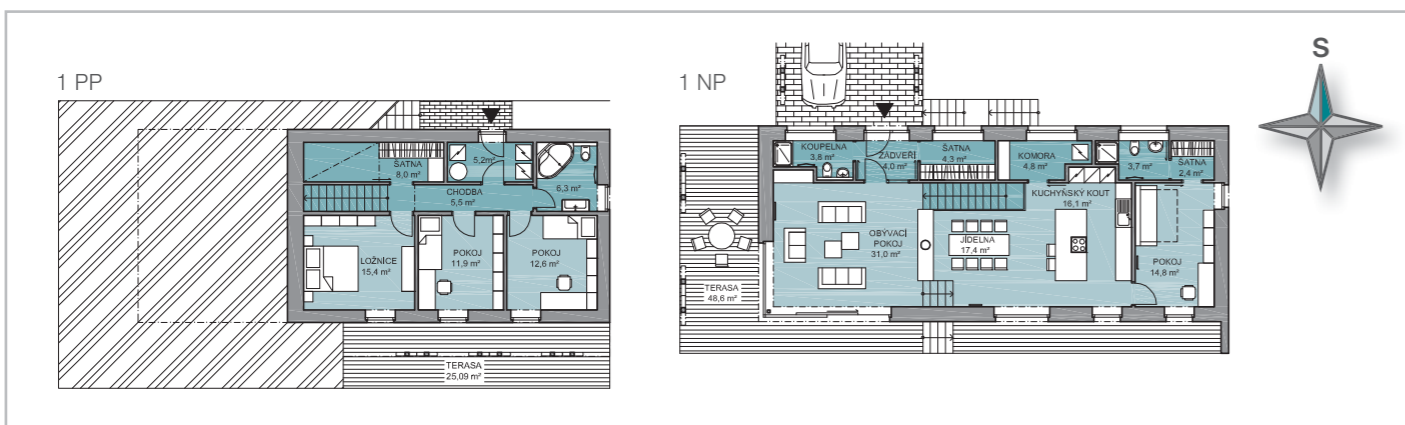 S
1 PP
1 NP
ŠATNA
8,0 m²
5,2m²
6,3 m²
CHODBA
5,5 m²
LOŽNICE
15,4 m²
POKOJ
11,9 m²
POKOJ
12,6 m²
TERASA
25,09 m²
KOUPELNA
3,8 m²
ZÁDVEŘÍ
4,0 m²
ŠATNA
4,3 m²
KOMORA
4,8 m²
3,7 m²
ŠATNA
2,4 m²
KUCHYŇSKÝ KOUT
16,1 m²
OBÝVACÍ
POKOJ
31,0 m²
JÍDELNA
17,4 m²
POKOJ
14,8 m²
TERASA
48,6 m²